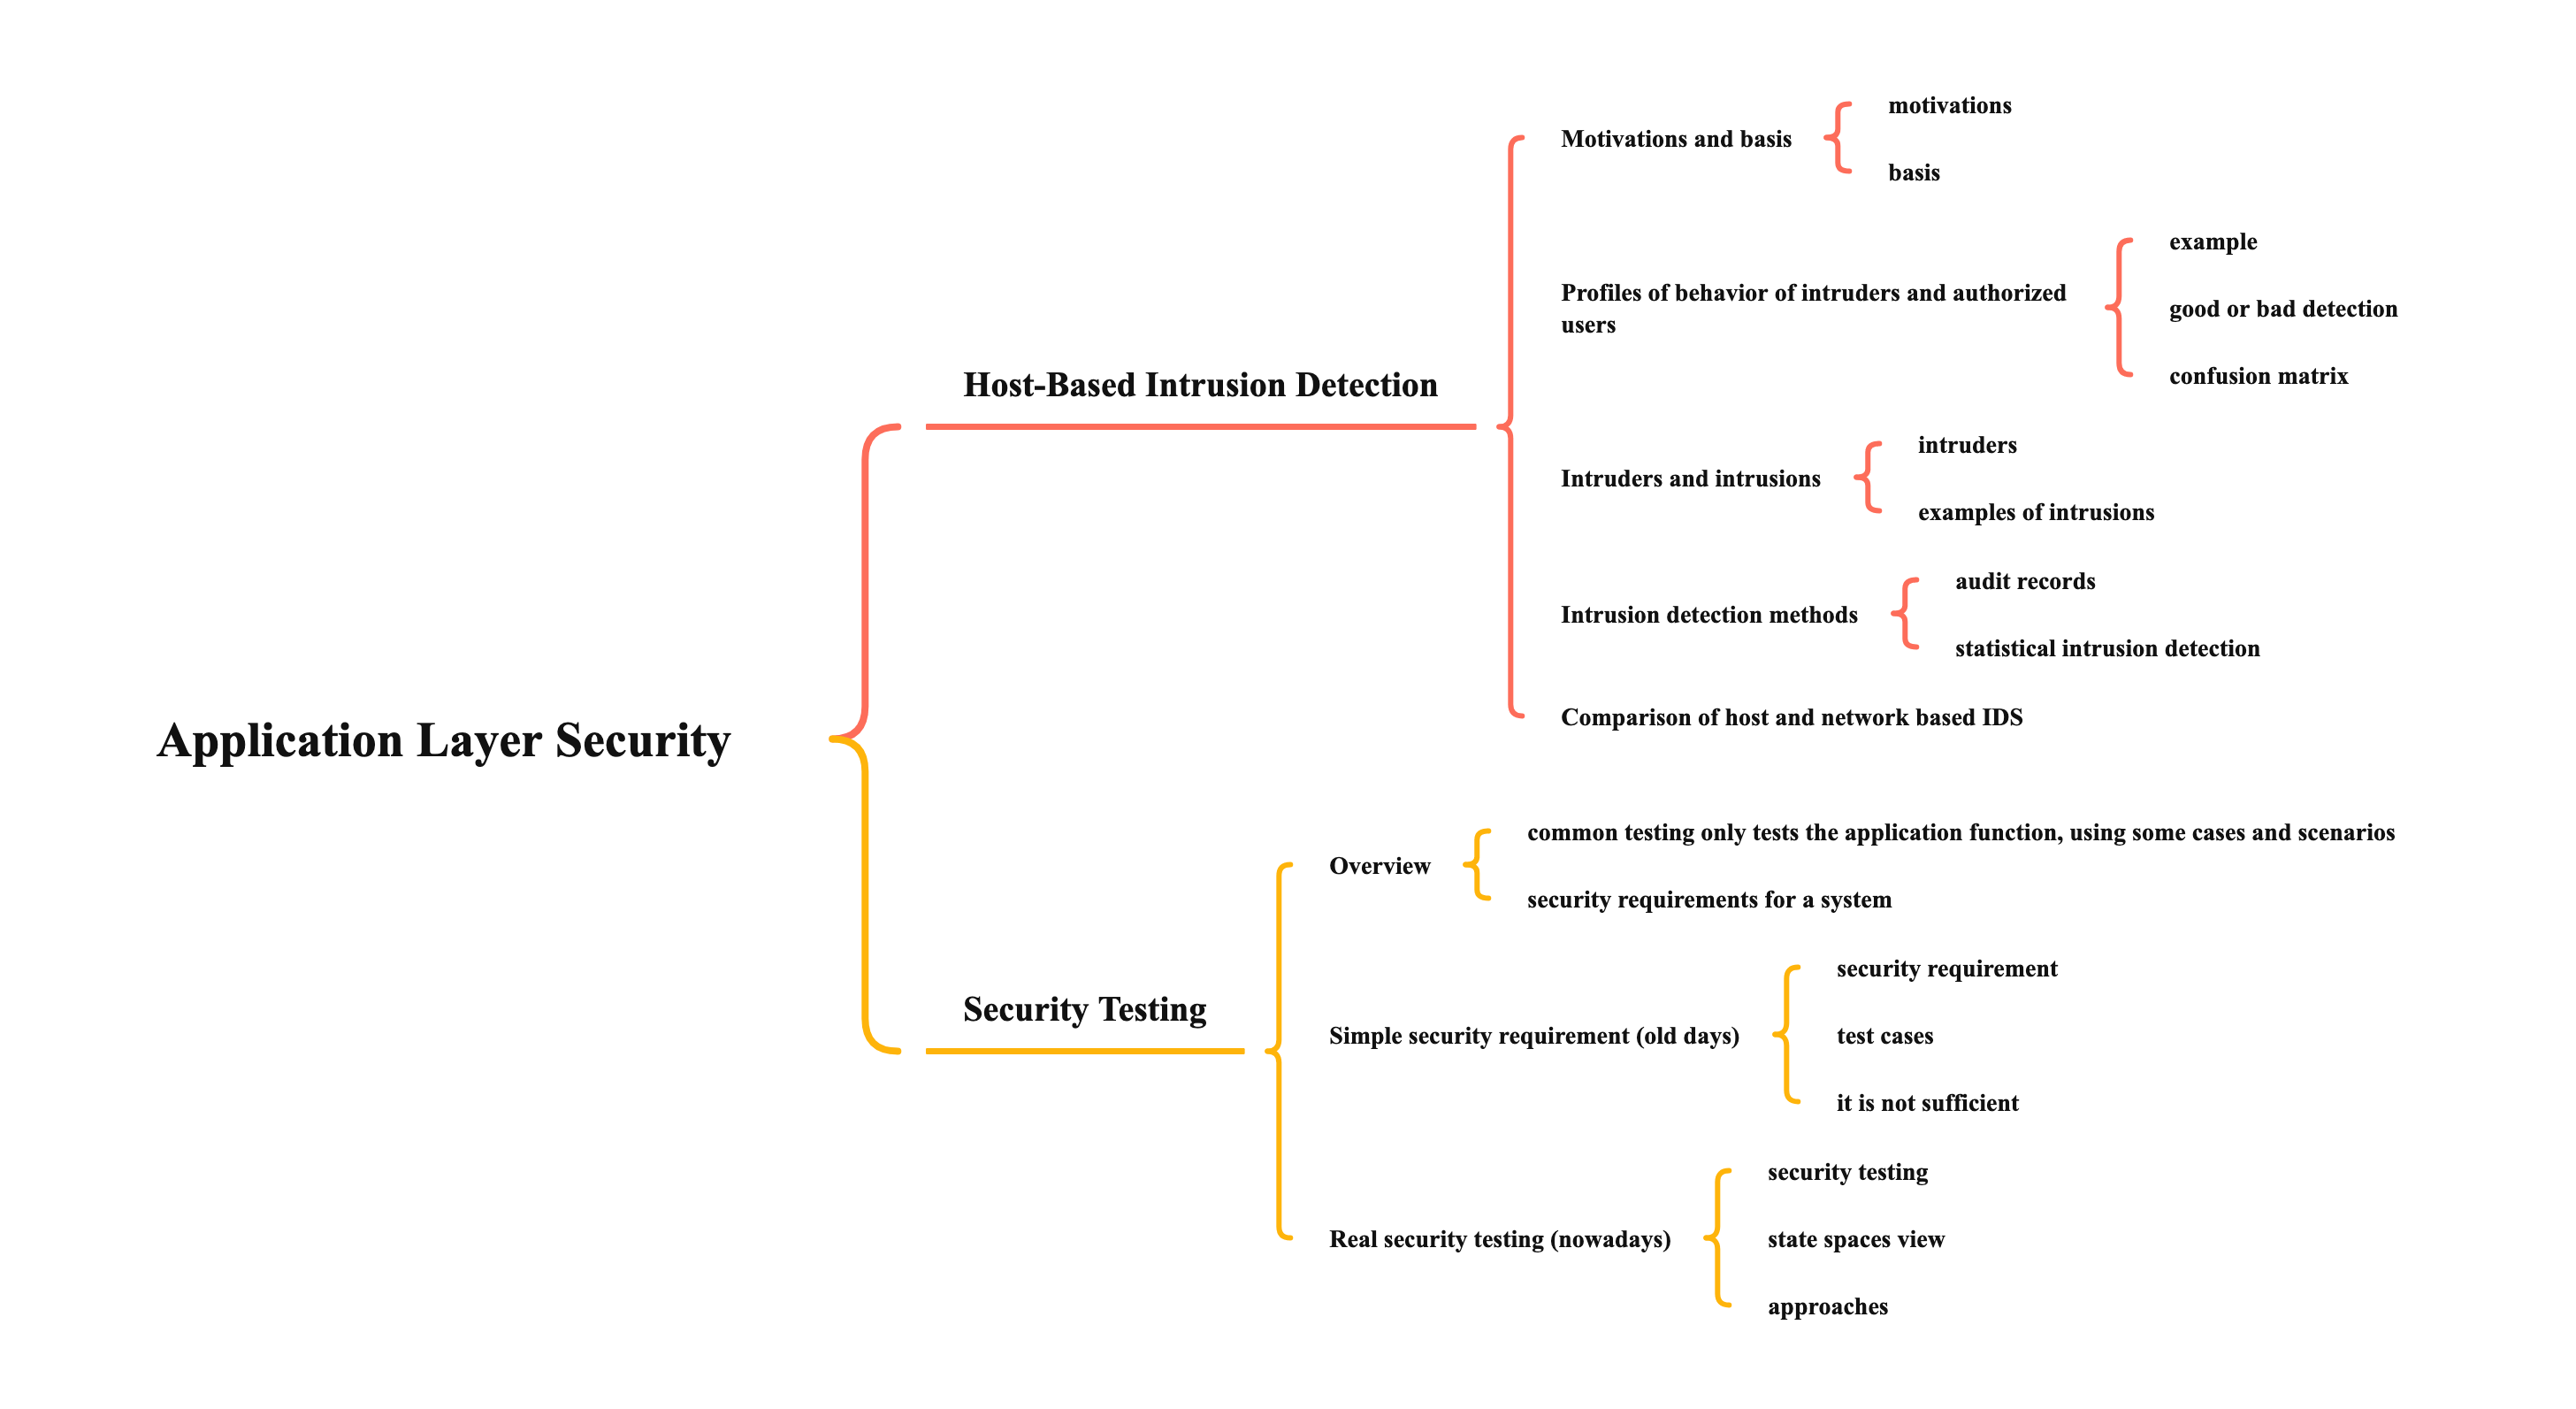 Application Layer Security
Host-Based Intrusion Detection
Motivations and basis
motivations
basis
Profiles of behavior of intruders and authorized
users
example
good or bad detection
confusion matrix
Intruders and intrusions
intruders
examples of intrusions
Intrusion detection methods
audit records
statistical intrusion detection
Comparison of host and network based IDS
Security Testing
Overview
common testing only tests the application function, using some cases and scenarios
security requirements for a system
Simple security requirement (old days)
security requirement
test cases
it is not sufficient
Real security testing (nowadays)
security testing
state spaces view
approaches